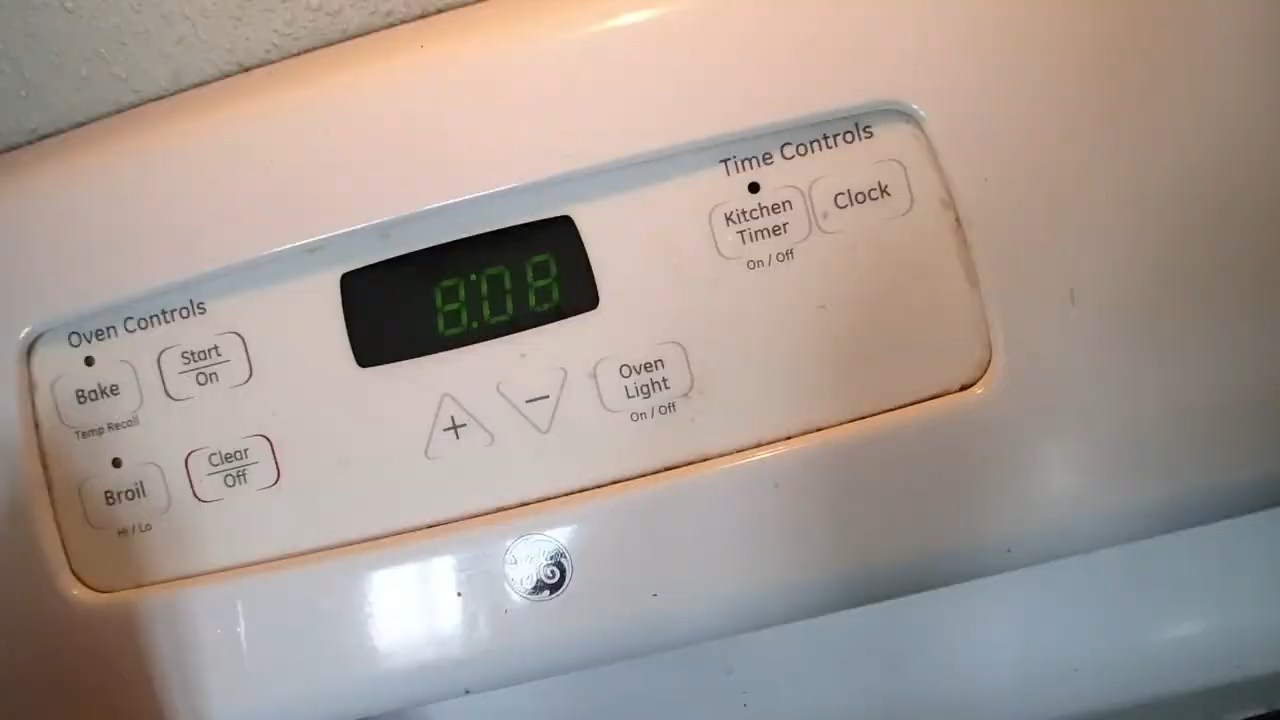 Oven Controls
Bake
Temp Recall
Start
On
Broil
Hi / Lo
Clear
Off
8:08
+
-
Oven
Light
On / Off
Time Controls
Kitchen
Timer
On / Off
Clock
GE